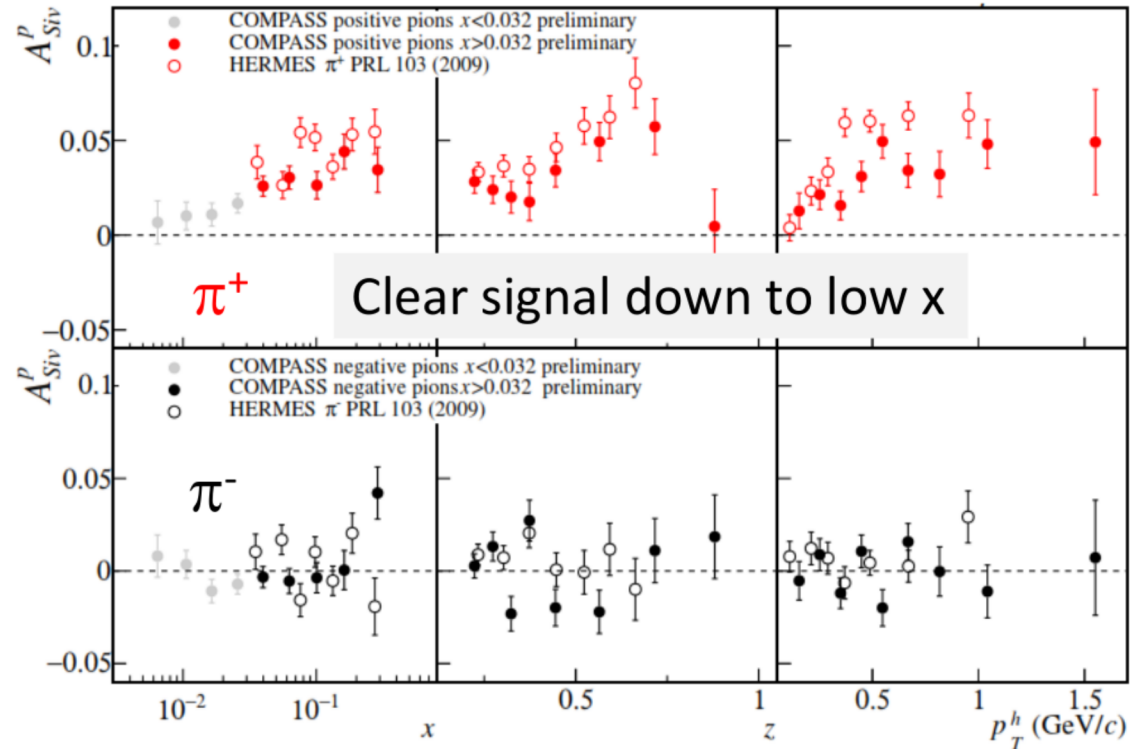 A^p_Siv
COMPASS positive pions x<0.032 preliminary
COMPASS positive pions x>0.032 preliminary
HERMES π⁺ PRL 103 (2009)
0.1
0.05
0
−0.05
π⁺
Clear signal down to low x
A^p_Siv
COMPASS negative pions x<0.032 preliminary
COMPASS negative pions.x>0.032 preliminary
HERMES π⁻ PRL 103 (2009)
0.1
0.05
0
−0.05
π⁻
10⁻² 10⁻¹ 0.5 1 0.5 1 1.5
x z p_T^h (GeV/c)